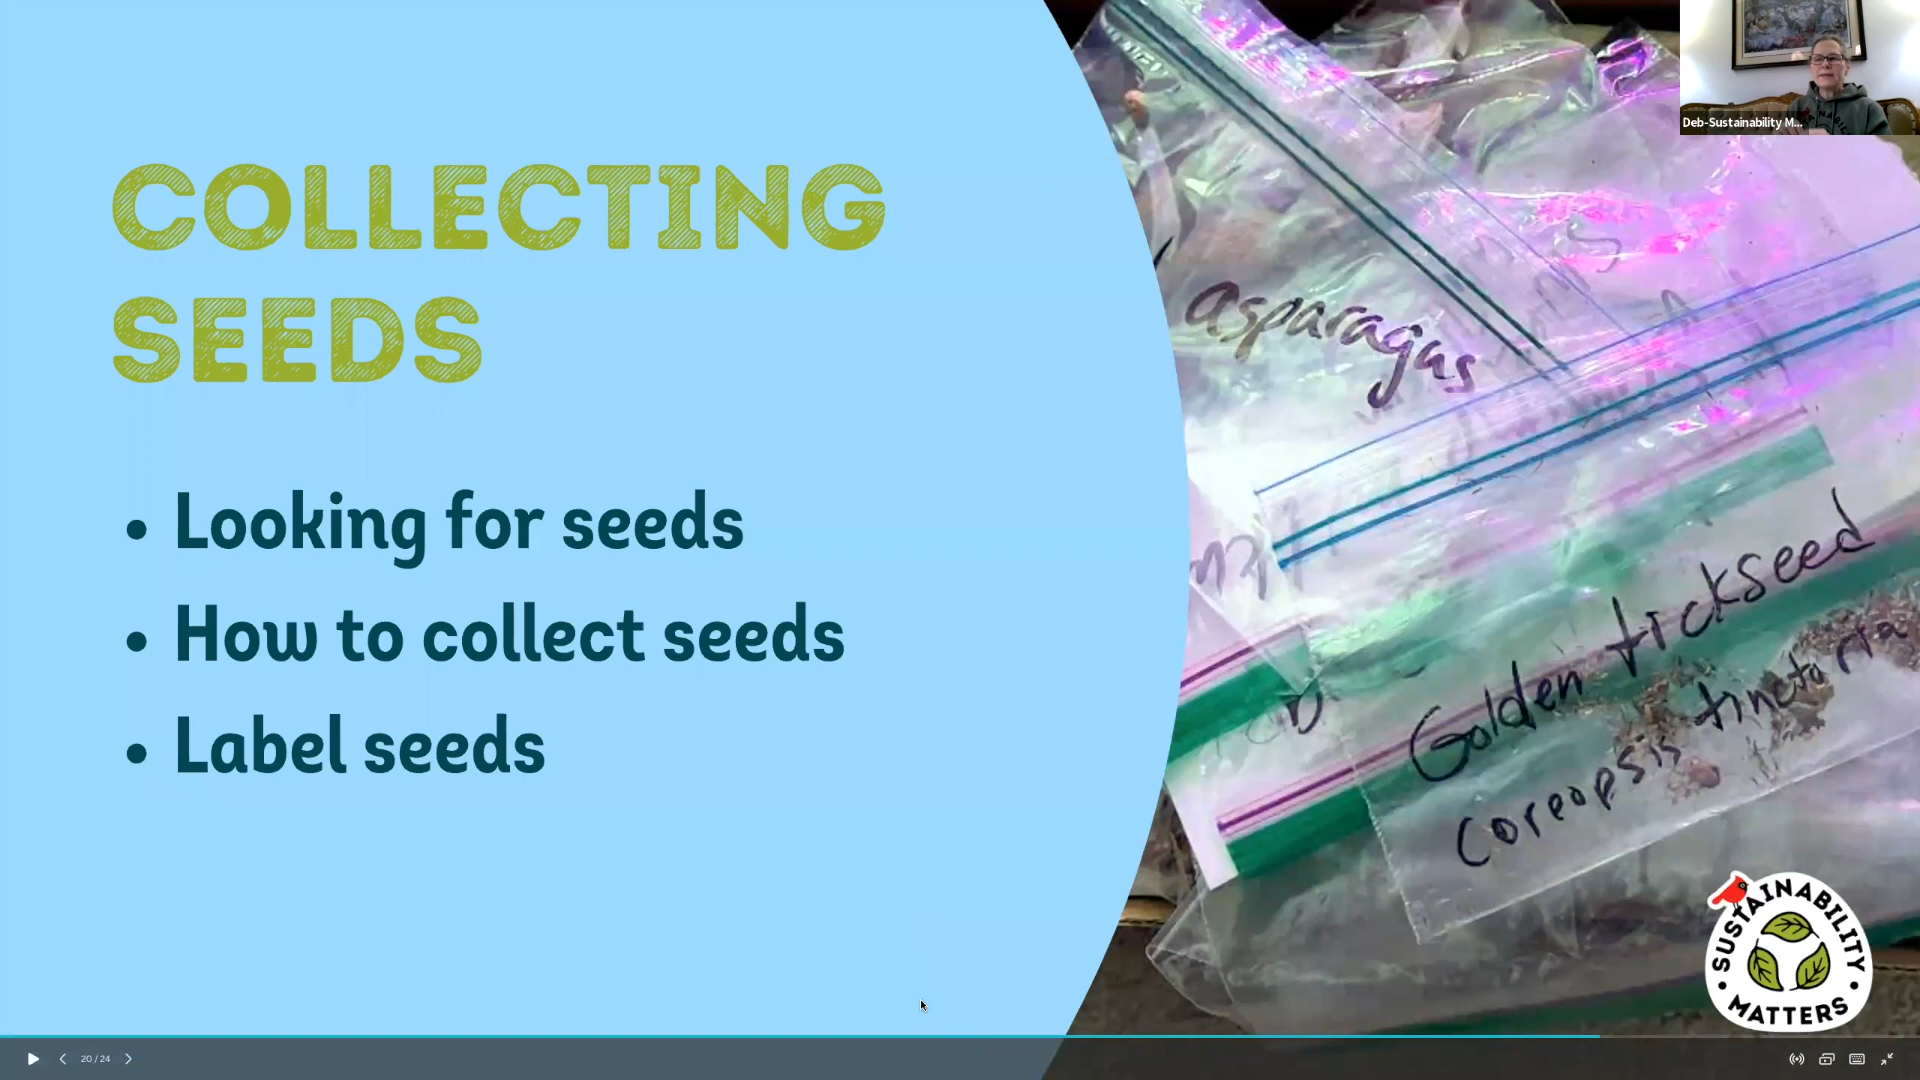 COLLECTING
SEEDS
• Looking for seeds
• How to collect seeds
• Label seeds
asparagus
Golden tickseed
Coreopsis tinctoria
Deb-Sustainability M...
SUSTAINABILITY
• MATTERS •
20 / 24